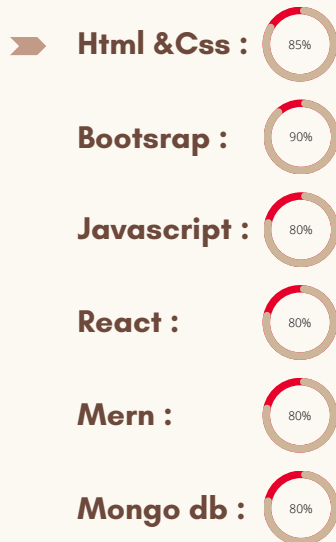 Html &Css : 85%
Bootsrap : 90%
Javascript : 80%
React : 80%
Mern : 80%
Mongo db : 80%